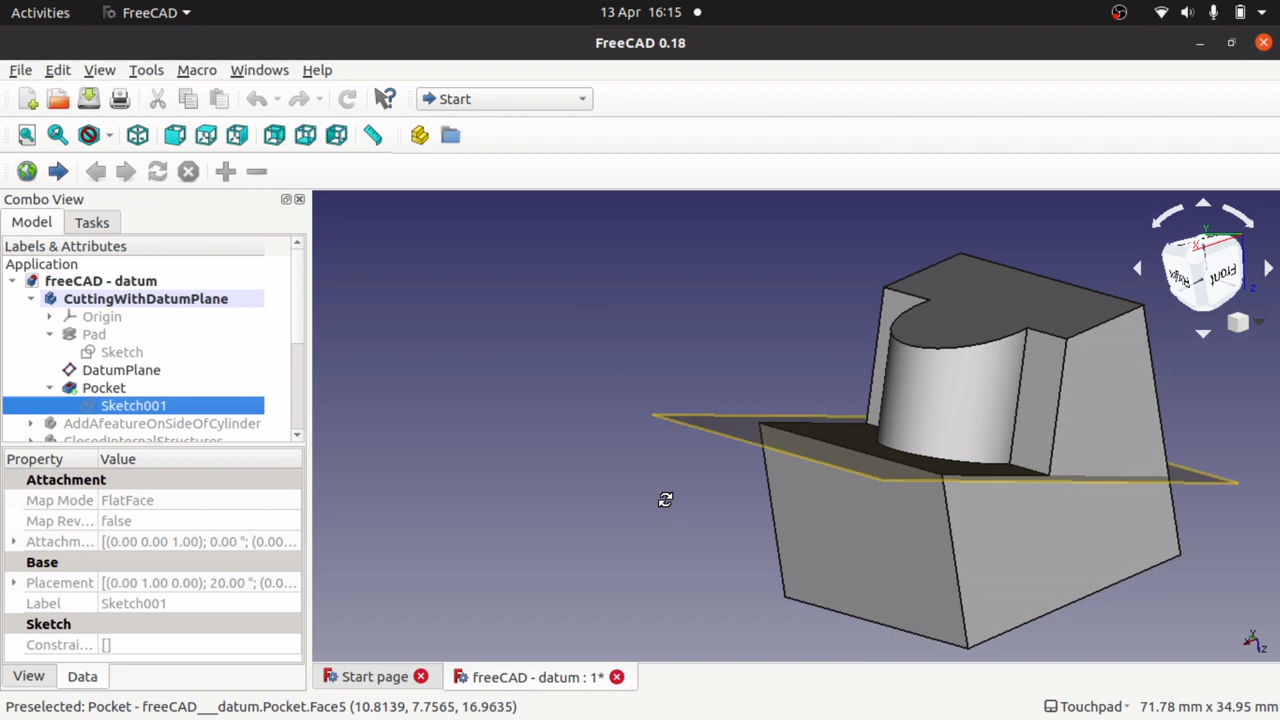 Activities FreeCAD 13 Apr 16:15
FreeCAD 0.18
File Edit View Tools Macro Windows Help
Start
Combo View
Model Tasks
Labels & Attributes
Application
freeCAD - datum
CuttingWithDatumPlane
Origin
Pad
Sketch
DatumPlane
Pocket
Sketch001
AddAfeatureOnSideOfCylinder
ClosedInternalStructures
Property Value
Attachment
Map Mode FlatFace
Map Rev... false
Attachm... [(0.00 0.00 1.00); 0.00 °; (0.00...
Base
Placement [(0.00 1.00 0.00); 20.00 °; (0.0...
Label Sketch001
Sketch
Constrai... []
View Data
Y
X
Z
Right Front
Y
X
Z
Start page freeCAD - datum : 1*
Preselected: Pocket - freeCAD___datum.Pocket.Face5 (10.8139, 7.7565, 16.9635) Touchpad 71.78 mm x 34.95 mm